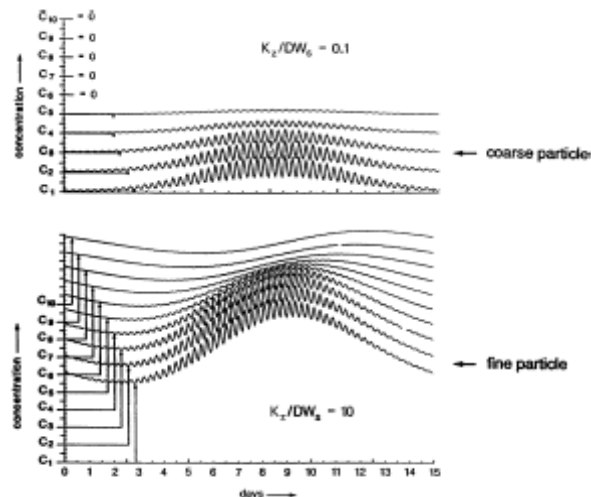 C10 = 0
C9 = 0
C8 = 0
C7 = 0
C6 = 0
C5
C4
C3
C2
C1
concentration
Kz/DWs = 0.1
coarse particle
C10
C9
C8
C7
C6
C5
C4
C3
C2
C1
concentration
fine particle
Kz/DWs = 10
0 1 2 3 4 5 6 7 8 9 10 11 12 13 14 15
days